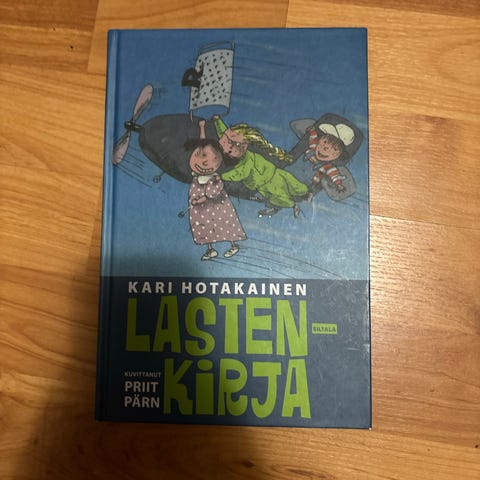 KARI HOTAKAINEN
LASTEN-
SILTALA
KUVITTANUT
PRIIT
PÄRN
KiRJA